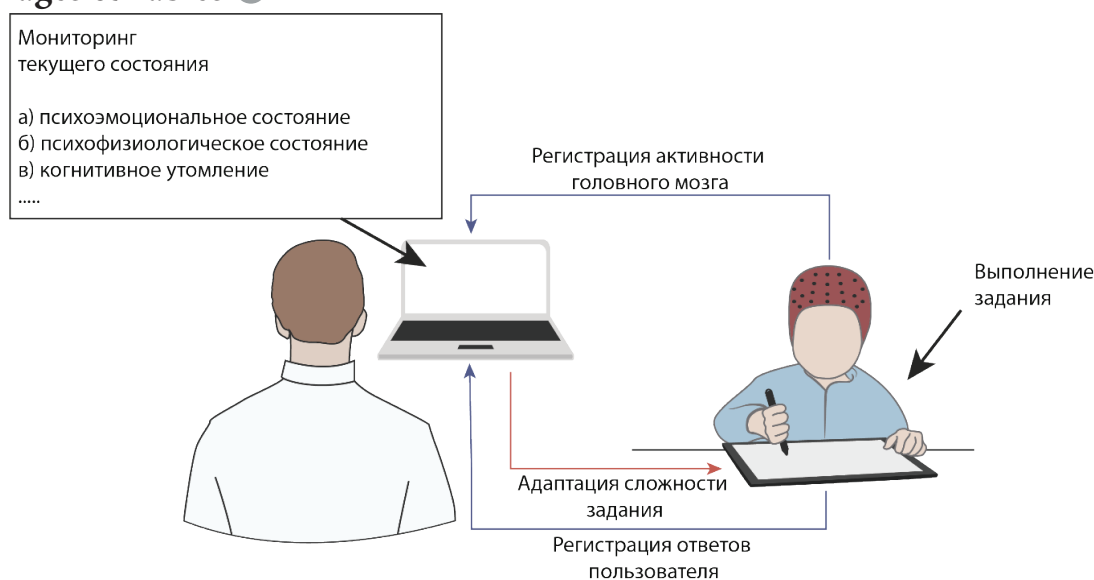 Мониторинг
текущего состояния
а) психоэмоциональное состояние
б) психофизиологическое состояние
в) когнитивное утомление
.....
Регистрация активности
головного мозга
Выполнение
задания
Адаптация сложности
задания
Регистрация ответов
пользователя